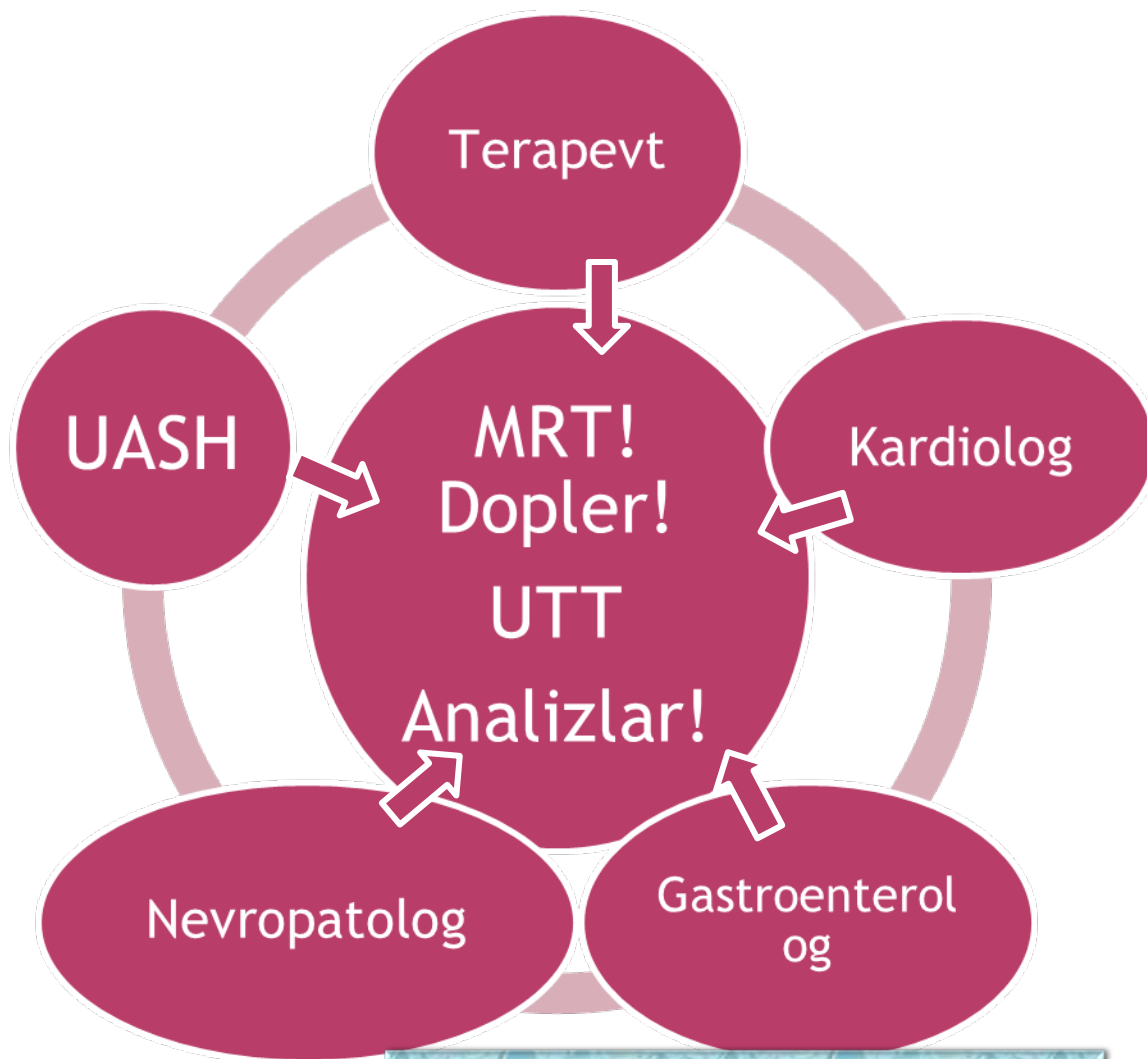 Terapevt
UASH
MRT!
Dopler!
UTT
Analizlar!
Kardiolog
Nevropatolog
Gastroenterol
og